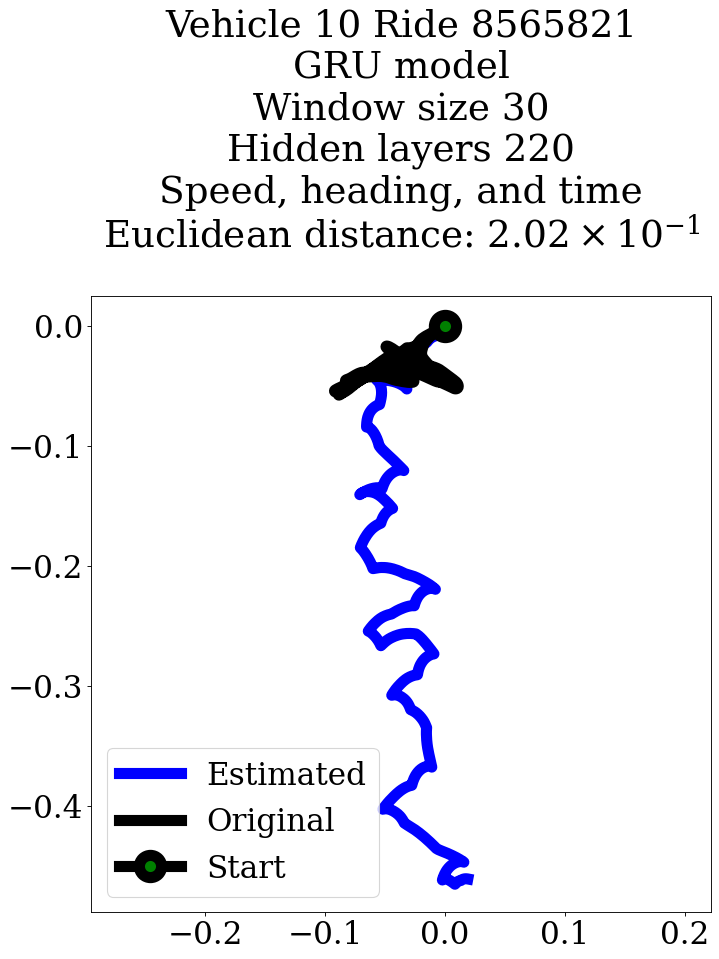 Vehicle 10 Ride 8565821
GRU model
Window size 30
Hidden layers 220
Speed, heading, and time
Euclidean distance: 2.02 × 10⁻¹
0.0
−0.1
−0.2
−0.3
−0.4
Estimated
Original
Start
−0.2 −0.1 0.0 0.1 0.2